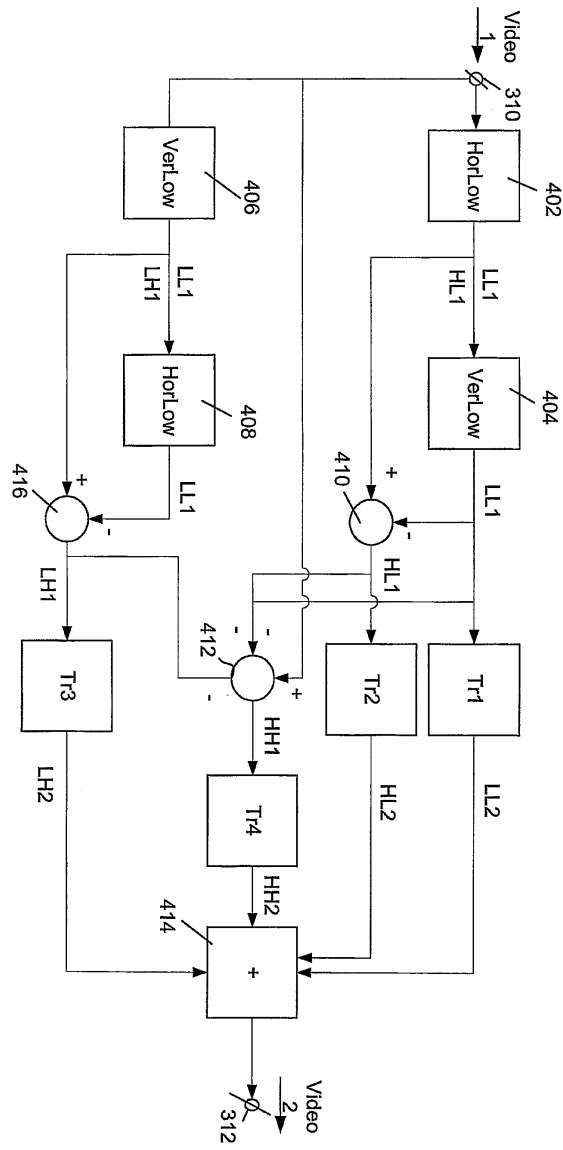 Video
1
310
402
HorLow
LL1
HL1
404
VerLow
LL1
Tr1
LL2
410
+
-
HL1
Tr2
HL2
Video
2
312
412
-
-
+
-
HH1
Tr4
HH2
414
+
406
VerLow
LL1
LH1
408
HorLow
LL1
416
+
-
LH1
Tr3
LH2